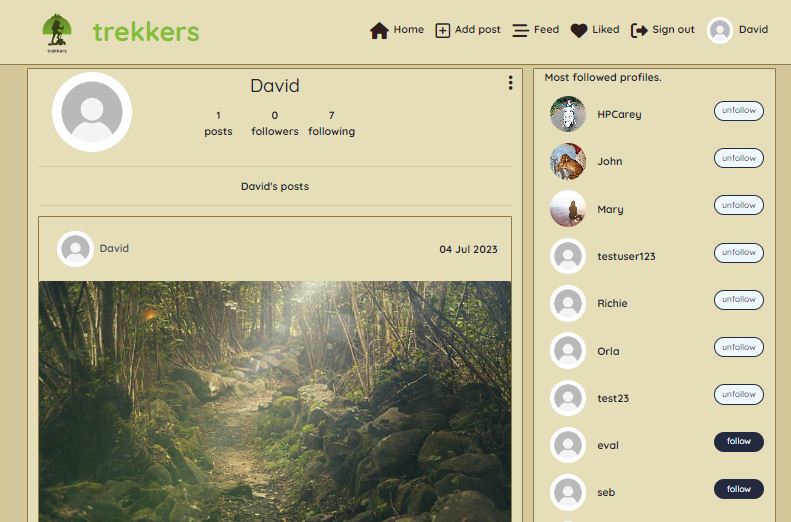 trekkers
trekkers
Home
Add post
Feed
Liked
Sign out
David
David
1 posts
0 followers
7 following
David's posts
David
04 Jul 2023
Most followed profiles.
HPCarey
unfollow
John
unfollow
Mary
unfollow
testuser123
unfollow
Richie
unfollow
Orla
unfollow
test23
unfollow
eval
follow
seb
follow